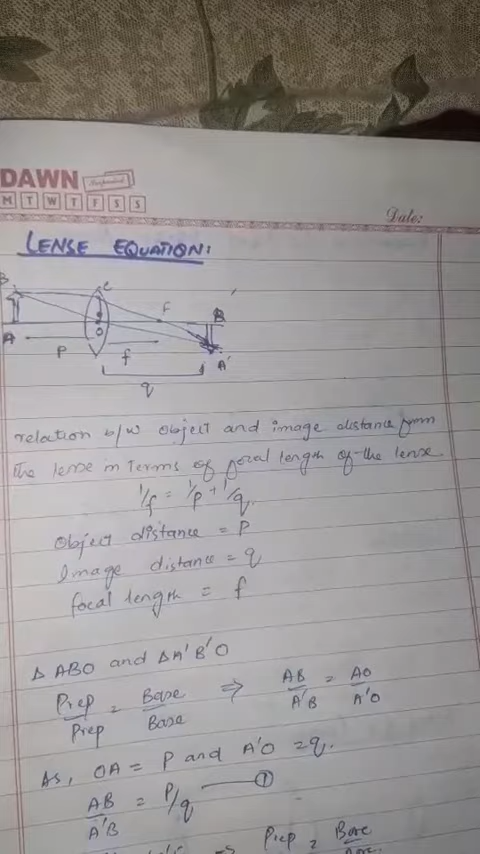 DAWN
M T W T F S S
Date:
LENSE EQUATION:
B C
F B
A O
P f A'
q
relation b/w object and image distance from
the lense in terms of focal length of the lense
1/f = 1/p + 1/q.
Object distance = P
Image distance = q
focal length = f
Δ ABO and ΔA'B'O
Prep/Prep = Base/Base ⇒ AB/A'B = AO/A'O
As, OA = P and A'O = q.
AB/A'B = P/q ①
⇒ Prep = Base